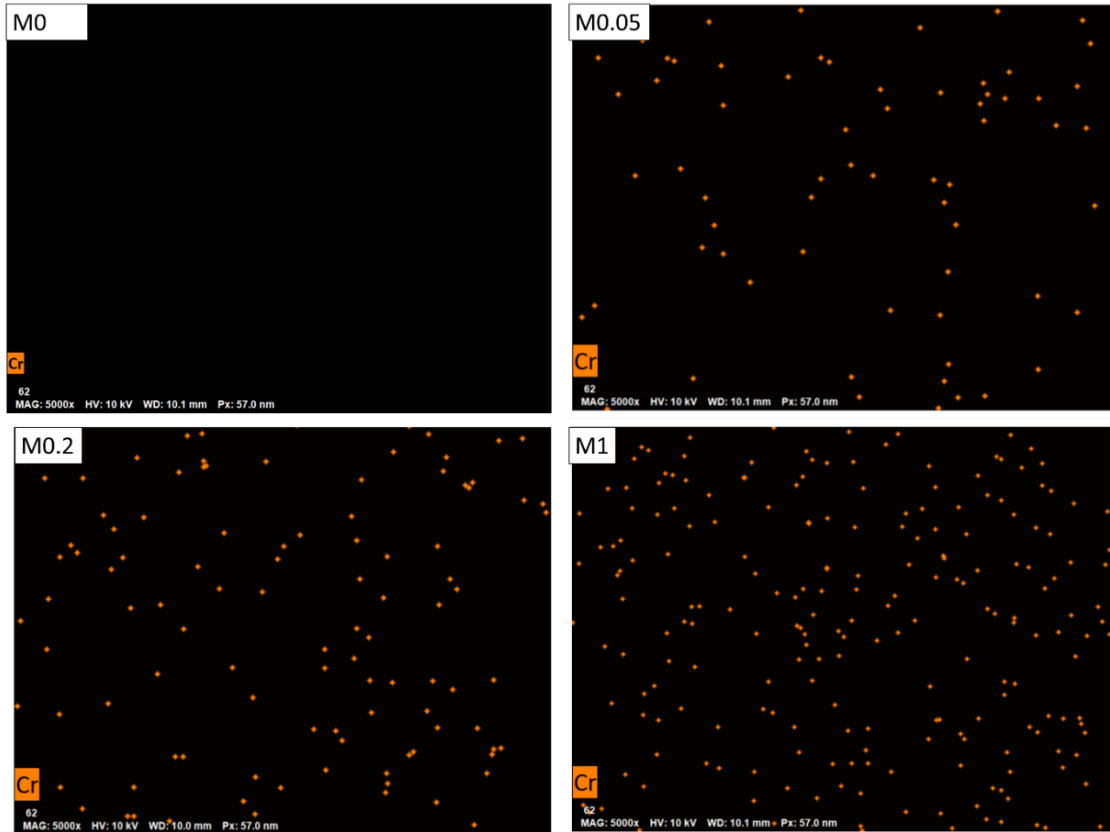 M0
Cr
62
MAG: 5000x HV: 10 kV WD: 10.1 mm Px: 57.0 nm
M0.05
Cr
62
MAG: 5000x HV: 10 kV WD: 10.1 mm Px: 57.0 nm
M0.2
Cr
62
MAG: 5000x HV: 10 kV WD: 10.0 mm Px: 57.0 nm
M1
Cr
62
MAG: 5000x HV: 10 kV WD: 10.1 mm Px: 57.0 nm